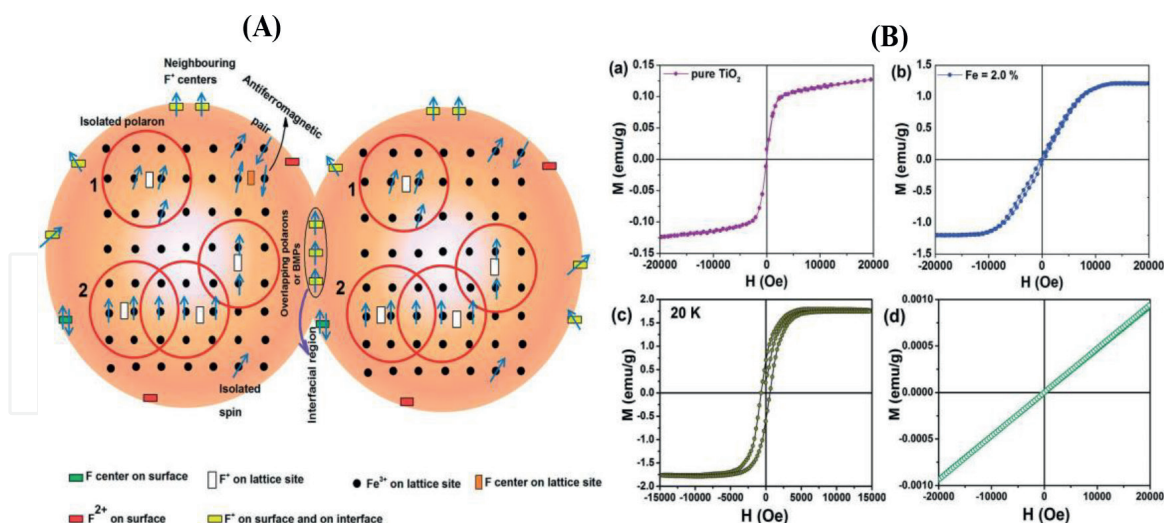 (A)
Neighbouring
F⁺ centers
Antiferromagnetic
pair
Isolated polaron
1
2
Overlapping polarons
or BMPs
Interfacial region
Isolated
spin
1
2
F center on surface
F⁺ on lattice site
Fe³⁺ on lattice site
F center on lattice site
F²⁺ on surface
F⁺ on surface and on interface
(B)
(a)
pure TiO₂
M (emu/g)
0.15
0.10
0.05
0.00
-0.05
-0.10
-0.15
-20000 -10000 0 10000 20000
H (Oe)
(b)
Fe = 2.0 %
M (emu/g)
1.5
1.0
0.5
0.0
-0.5
-1.0
-1.5
-20000 -10000 0 10000 20000
H (Oe)
(c)
20 K
M (emu/g)
2.0
1.5
1.0
0.5
0.0
-0.5
-1.0
-1.5
-2.0
-15000 -10000 -5000 0 5000 10000 15000
H (Oe)
(d)
M (emu/g)
0.0010
0.0005
0.0000
-0.0005
-0.0010
-20000 -10000 0 10000 20000
H (Oe)